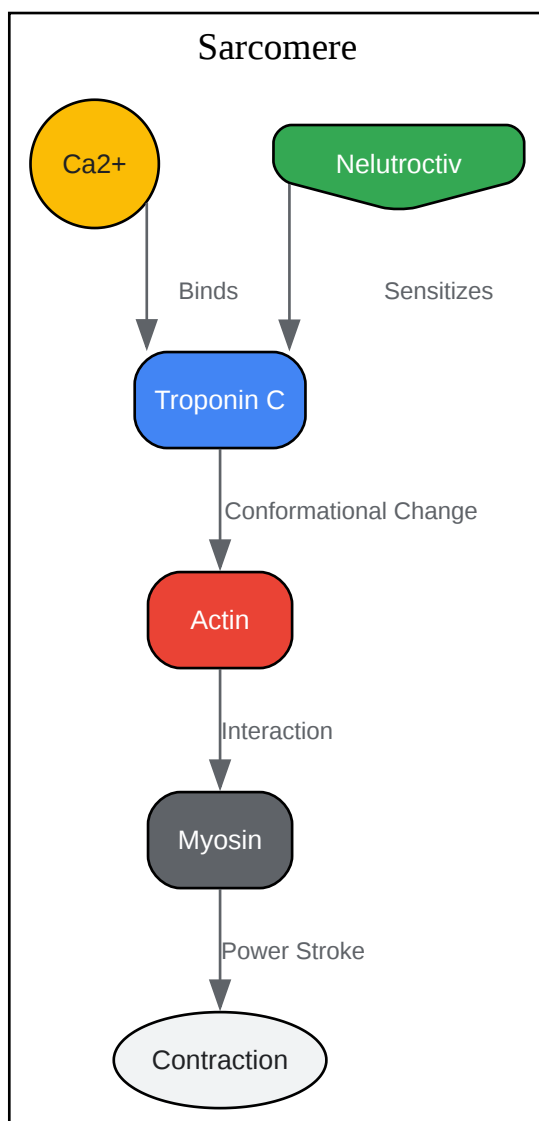 Sarcomere
Ca2+
Nelutroctiv
Binds
Sensitizes
Troponin C
Conformational Change
Actin
Interaction
Myosin
Power Stroke
Contraction